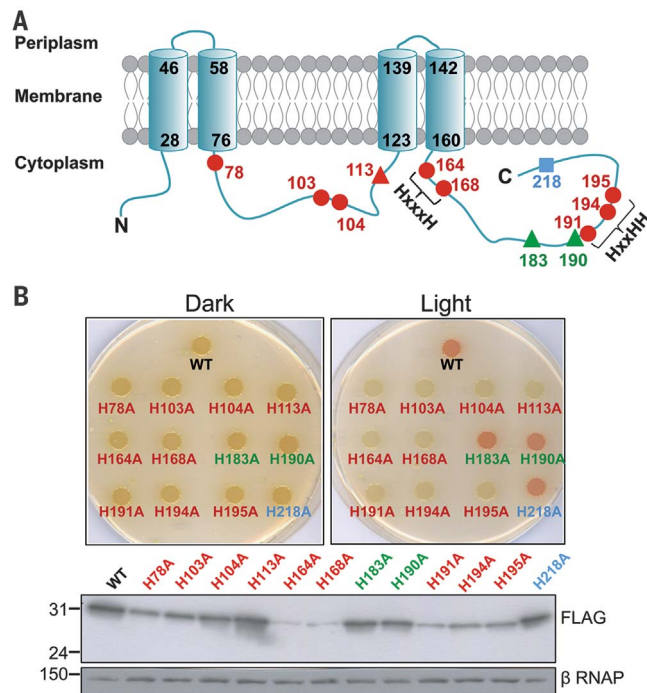 A
Periplasm
46 58 139 142
Membrane
28 76 123 160
Cytoplasm
78
113
164
168
C
218
195
194
191
103
104
HxxxH
HxxHH
N
183 190
B
Dark Light
WT WT
H78A H103A H104A H113A H78A H103A H104A H113A
H164A H168A H183A H190A H164A H168A H183A H190A
H191A H194A H195A H218A H191A H194A H195A H218A
WT H78A H103A H104A H113A H164A H168A H183A H190A H191A H194A H195A H218A
31
FLAG
24
150
β RNAP